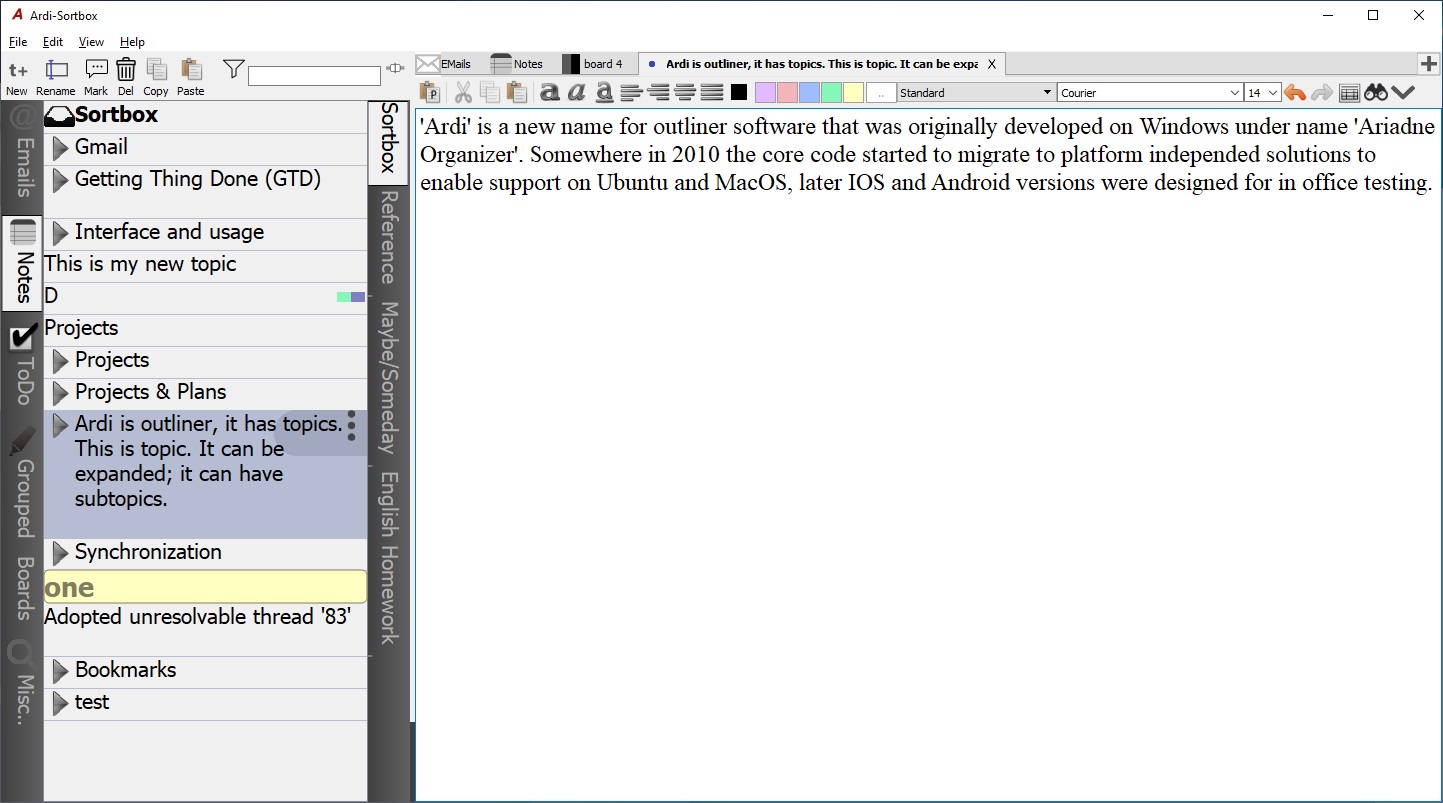 Ardi-Sortbox
File Edit View Help
t+
New Rename Mark Del Copy Paste
EMails Notes board 4 Ardi is outliner, it has topics. This is topic. It can be expa X
Standard Courier 14
@ Emails
Notes
ToDo
Grouped
Boards
Misc..
Sortbox
Gmail
Getting Thing Done (GTD)
Interface and usage
This is my new topic
D
Projects
Projects
Projects & Plans
Ardi is outliner, it has topics.
This is topic. It can be
expanded; it can have
subtopics.
Synchronization
one
Adopted unresolvable thread '83'
Bookmarks
test
Sortbox
Reference
Maybe/Someday
English Homework
'Ardi' is a new name for outliner software that was originally developed on Windows under name 'Ariadne
Organizer'. Somewhere in 2010 the core code started to migrate to platform independed solutions to
enable support on Ubuntu and MacOS, later IOS and Android versions were designed for in office testing.